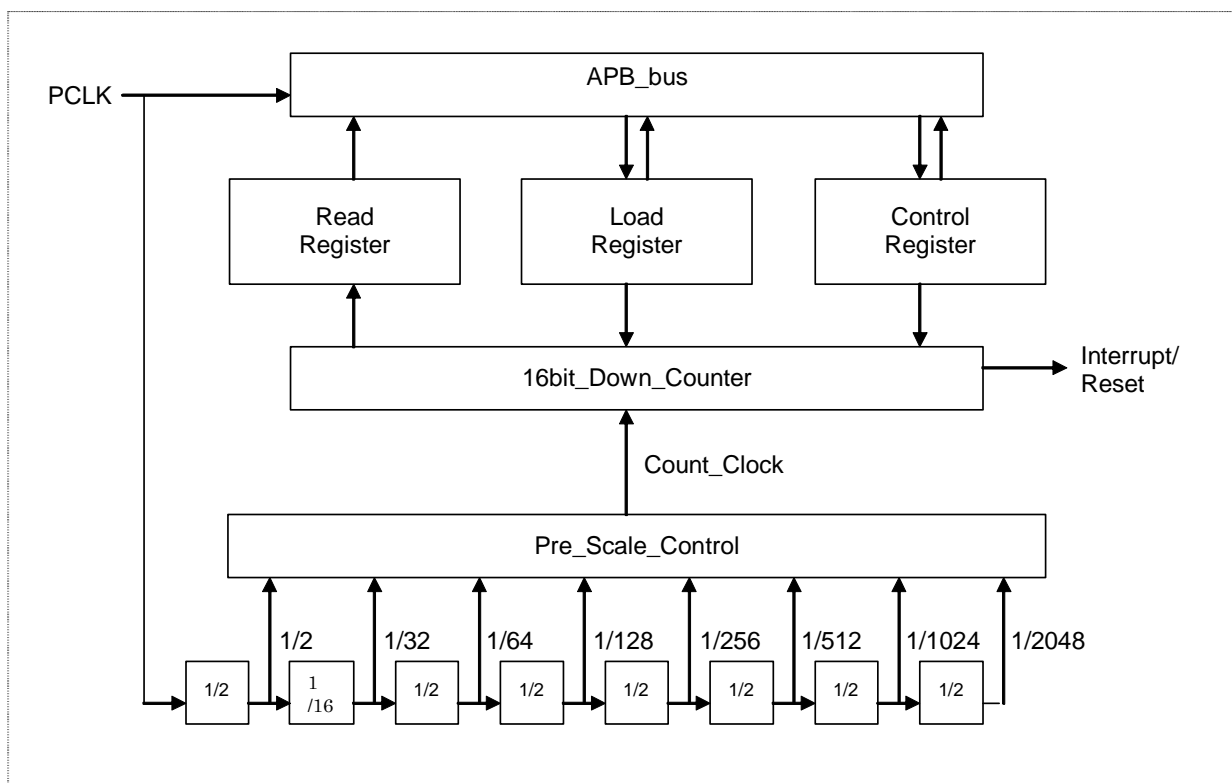 APB_bus
PCLK
Read
Register
Load
Register
Control
Register
16bit_Down_Counter
Interrupt/
Reset
Count_Clock
Pre_Scale_Control
1/2
1/32
1/64
1/128
1/256
1/512
1/1024
1/2048
1/2
1
/16
1/2
1/2
1/2
1/2
1/2
1/2